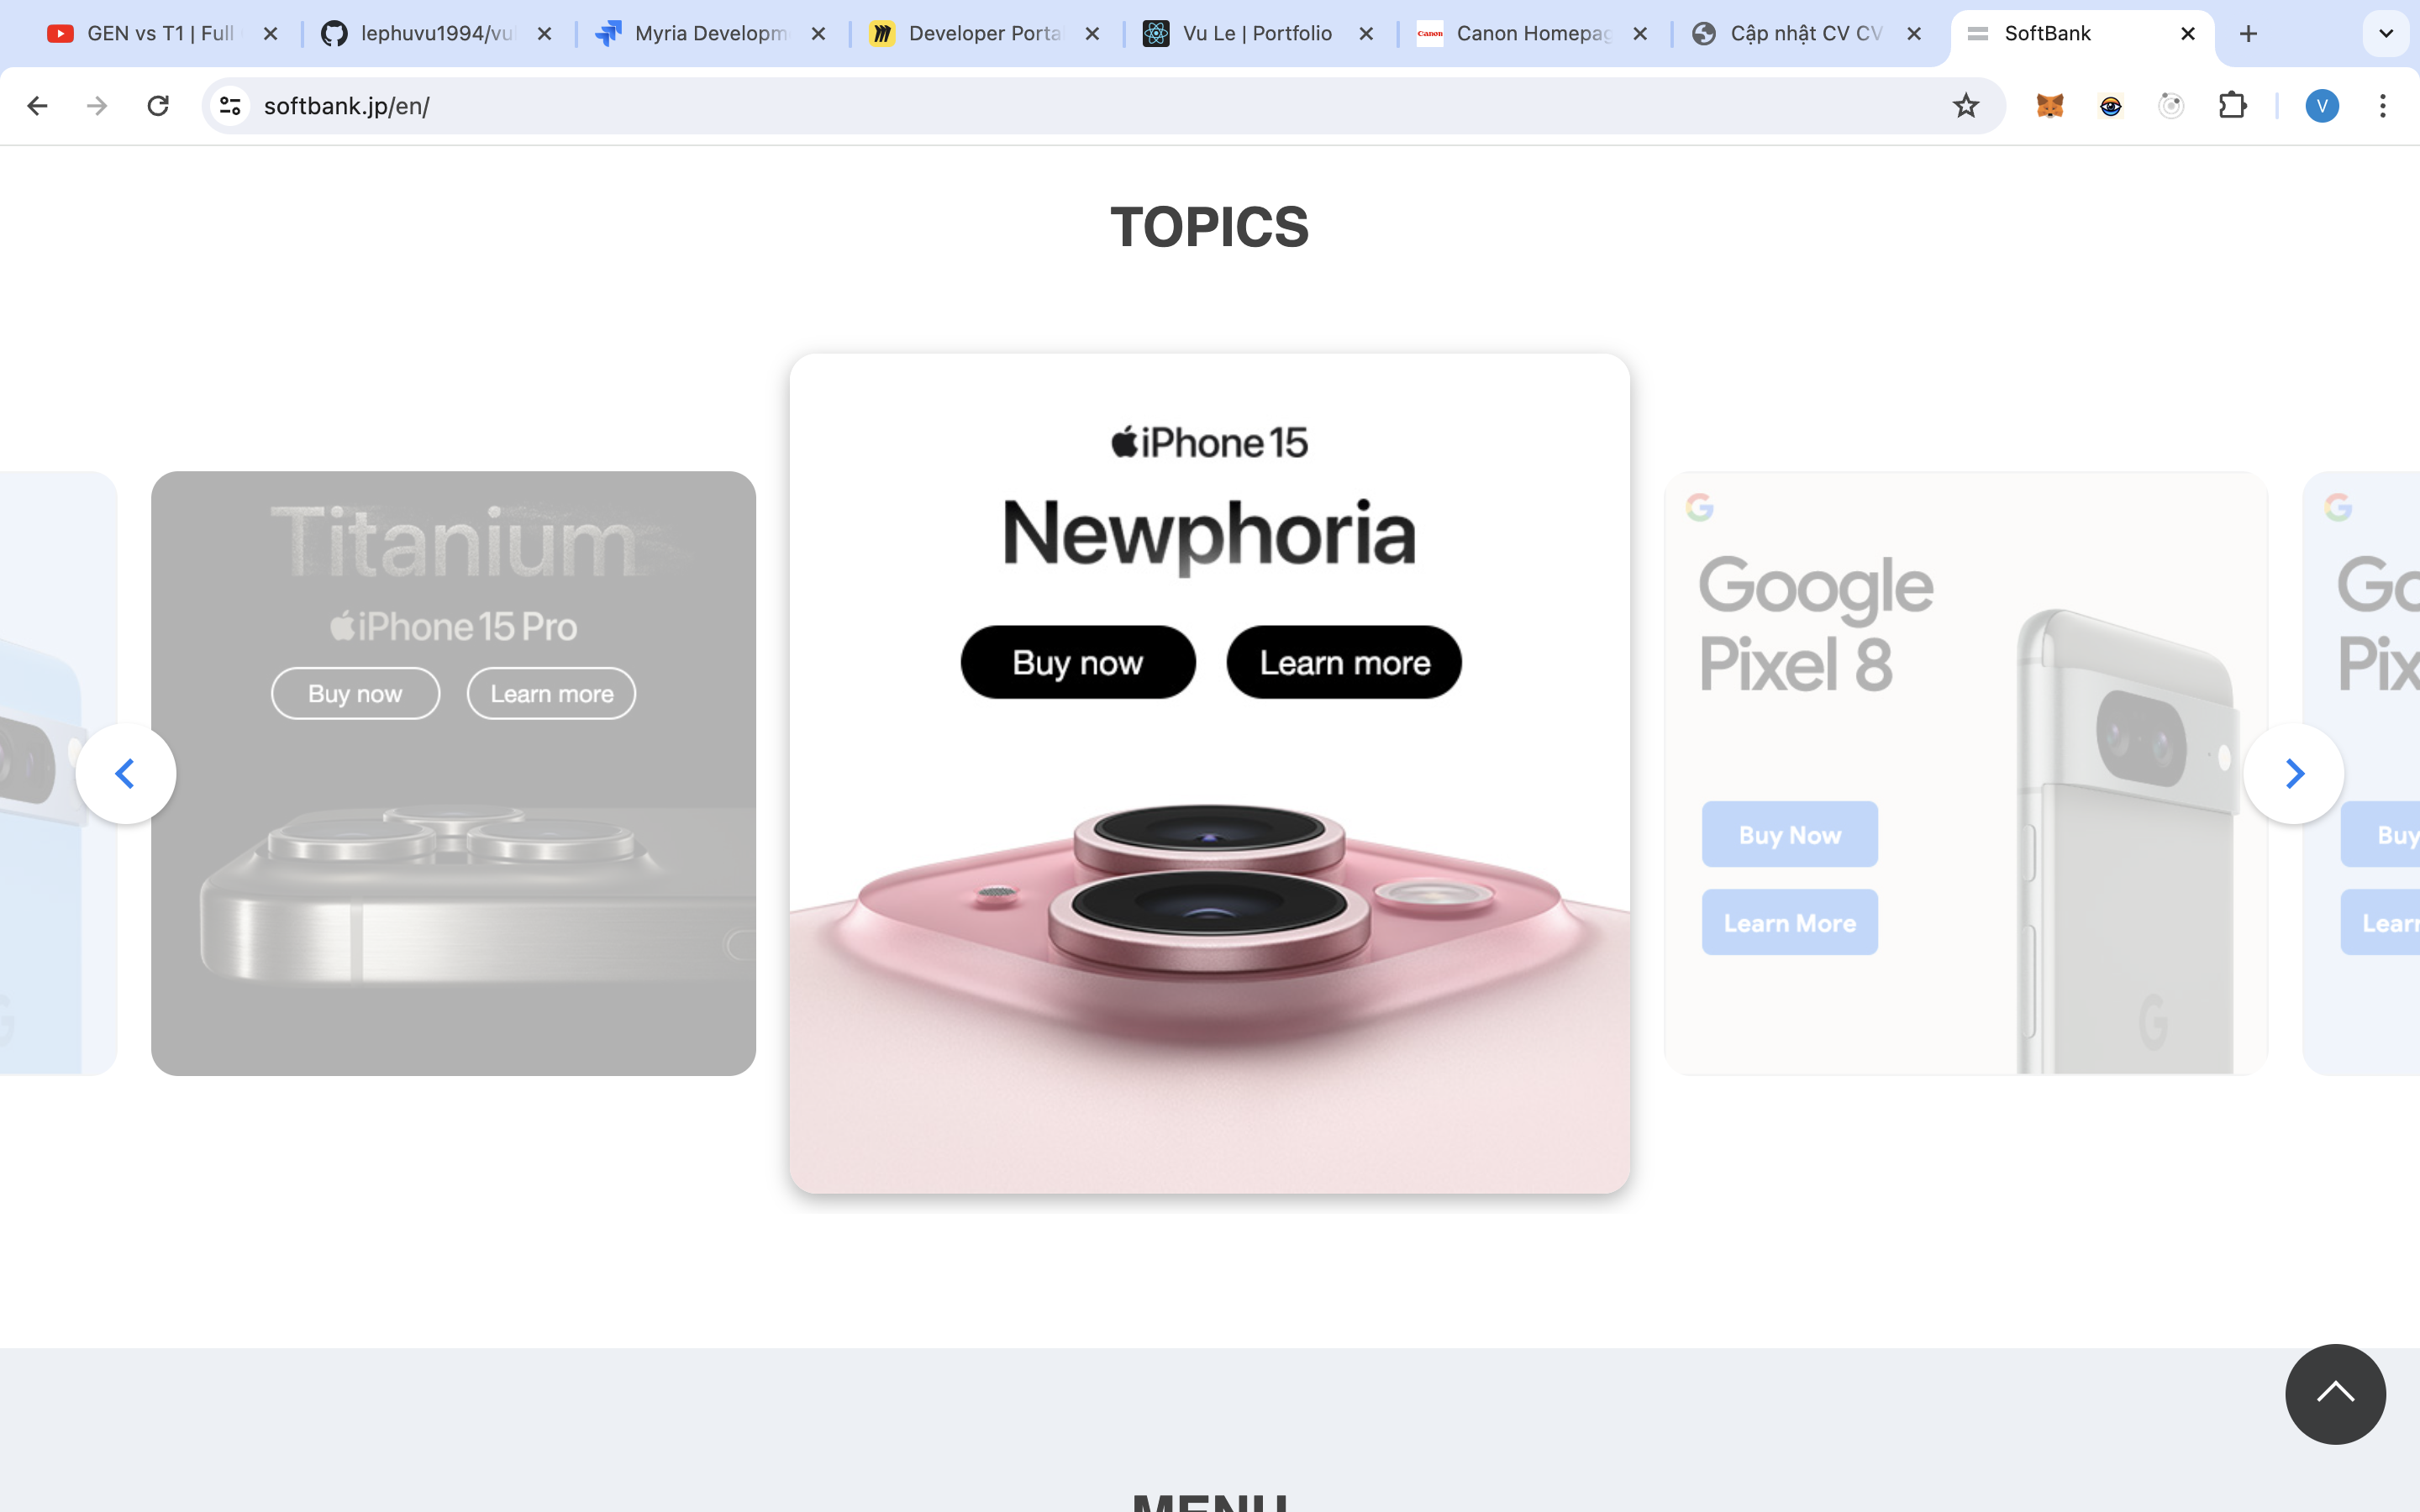 GEN vs T1 | Full
lephuvu1994/vu
Myria Developm
Developer Porta
Vu Le | Portfolio
Canon
Canon Homepag
Cập nhật CV CV
SoftBank
softbank.jp/en/
V
TOPICS
Titanium
iPhone 15 Pro
Buy now
Learn more
iPhone 15
Newphoria
Buy now
Learn more
G
Google
Pixel 8
Buy Now
Learn More
G
G
Go
Pix
Buy
Lear
MENU